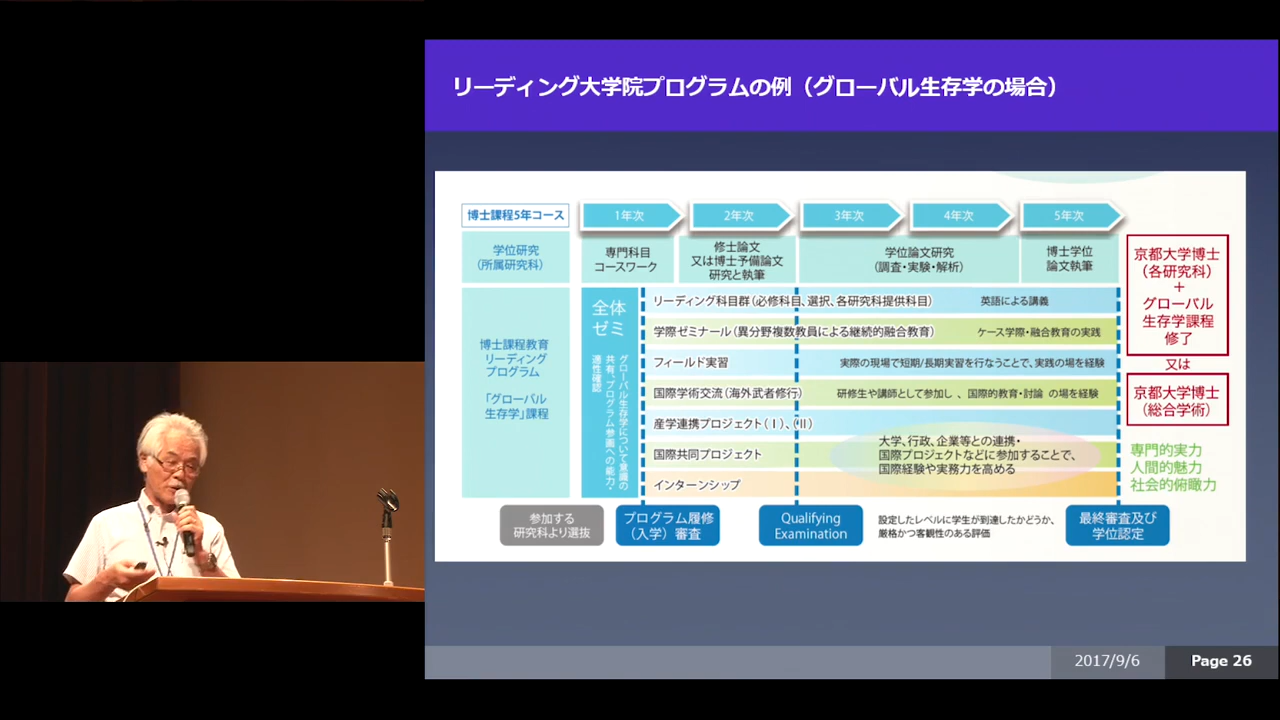 リーディング大学院プログラムの例（グローバル生存学の場合）
博士課程5年コース
1年次
2年次
3年次
4年次
5年次
学位研究
（所属研究科）
専門科目
コースワーク
修士論文
又は博士予備論文
研究と執筆
学位論文研究
（調査・実験・解析）
博士学位
論文執筆
京都大学博士
（各研究科）
＋
グローバル
生存学課程
修了
又は
京都大学博士
（総合学術）
専門的実力
人間的魅力
社会的俯瞰力
博士課程教育
リーディング
プログラム
「グローバル
生存学」課程
全体
ゼミ
グローバル生存学について意識の
共有、プログラム参画への能力・
適性確認
リーディング科目群（必修科目、選択、各研究科提供科目）
英語による講義
学際ゼミナール（異分野複数教員による継続的融合教育）
ケース学際・融合教育の実践
フィールド実習
実際の現場で短期/長期実習を行なうことで、実践の場を経験
国際学術交流（海外武者修行）
研修生や講師として参加し 、国際的教育・討論 の場を経験
産学連携プロジェクト（Ⅰ）、（Ⅱ）
国際共同プロジェクト
大学、行政、企業等との連携・
国際プロジェクトなどに参加することで、
国際経験や実務力を高める
インターンシップ
参加する
研究科より選抜
プログラム履修
（入学）審査
Qualifying
Examination
設定したレベルに学生が到達したかどうか、
厳格かつ客観性のある評価
最終審査及び
学位認定
2017/9/6
Page 26